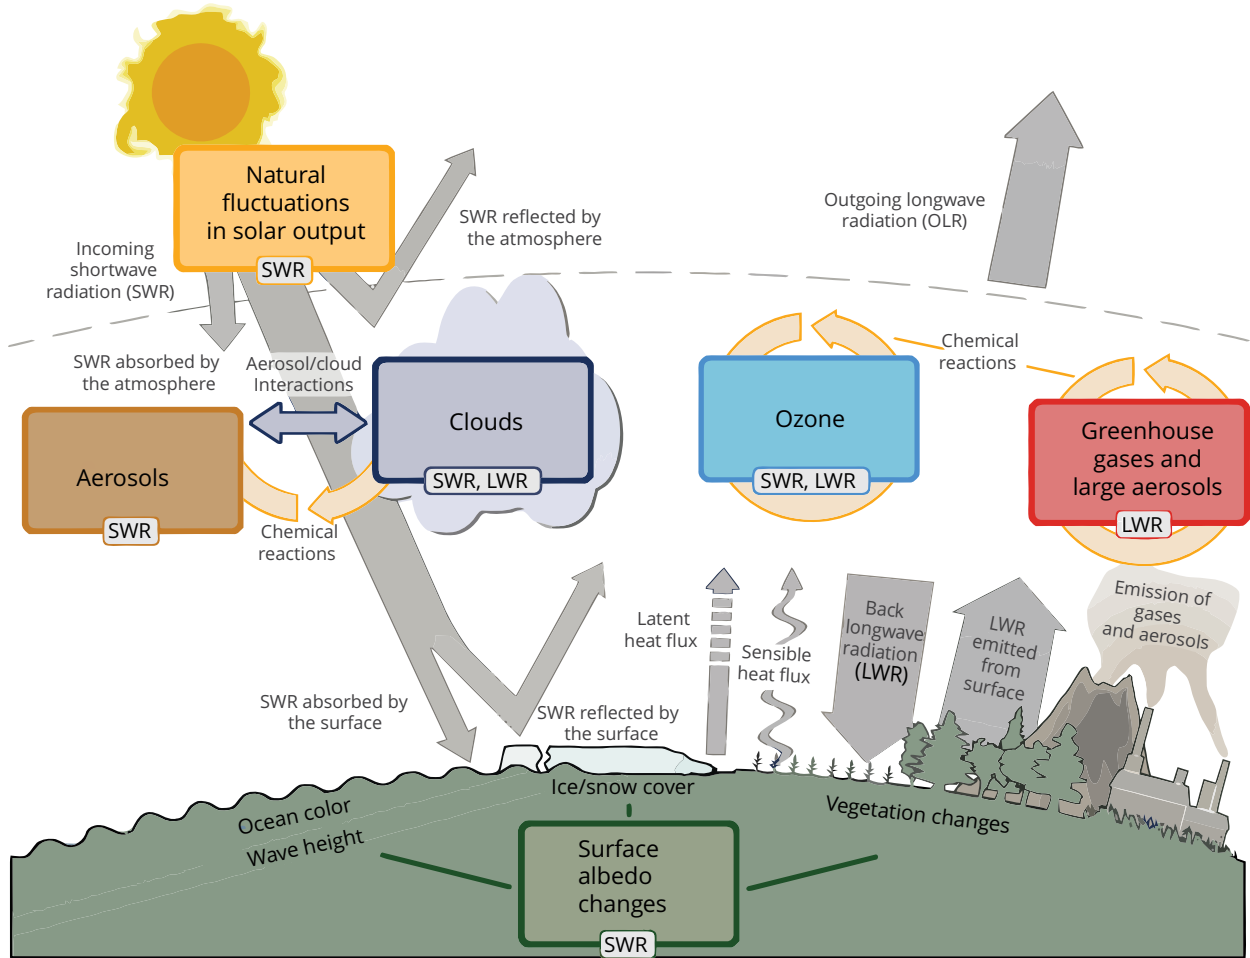 Natural
fluctuations
in solar output
SWR
Incoming
shortwave
radiation (SWR)
SWR reflected by
the atmosphere
Outgoing longwave
radiation (OLR)
SWR absorbed by
the atmosphere
Aerosol/cloud
Interactions
Clouds
SWR, LWR
Aerosols
SWR
Chemical
reactions
Ozone
SWR, LWR
Chemical
reactions
Greenhouse
gases and
large aerosols
LWR
Emission of
gases
and aerosols
Latent
heat flux
Sensible
heat flux
Back
longwave
radiation
(LWR)
LWR
emitted
from
surface
SWR absorbed by
the surface
SWR reflected by
the surface
Ice/snow cover
Ocean color
Wave height
Vegetation changes
Surface
albedo
changes
SWR